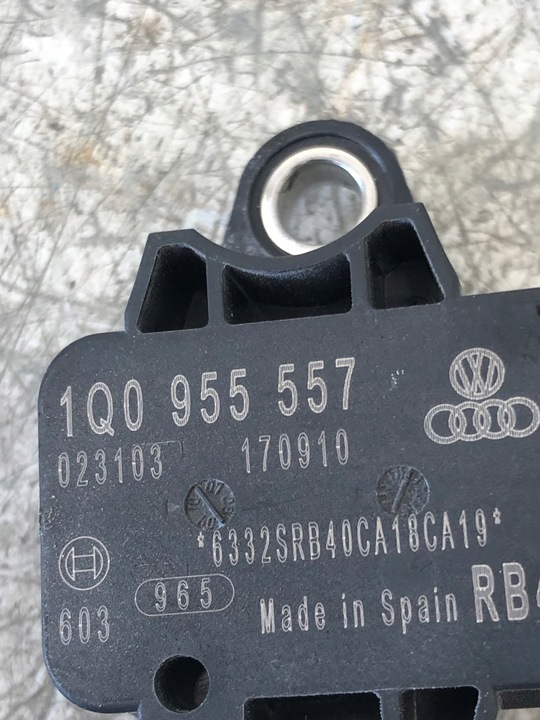 1Q0 955 557
023103 170910
*6332SRB40CA18CA19*
965
603
Made in Spain